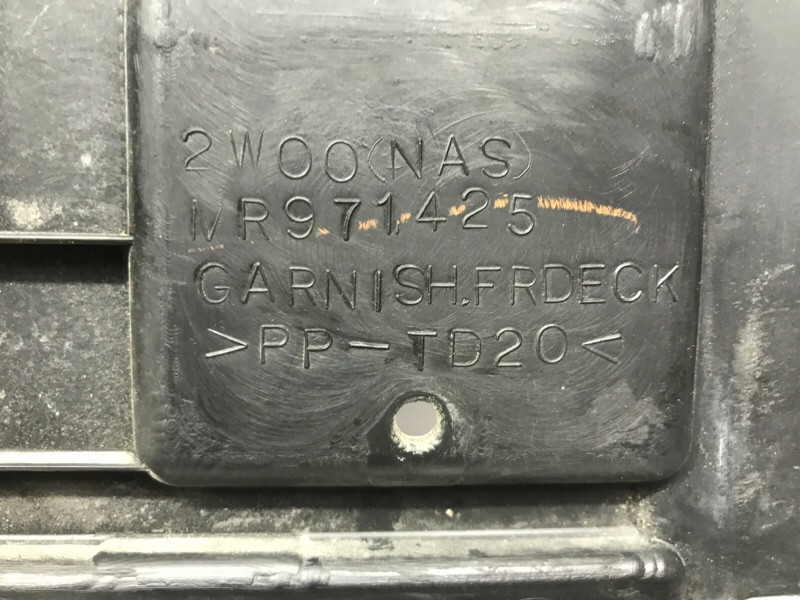 2W00(NAS)
MR971425
GARNISH,FRDECK
>PP-TD20<